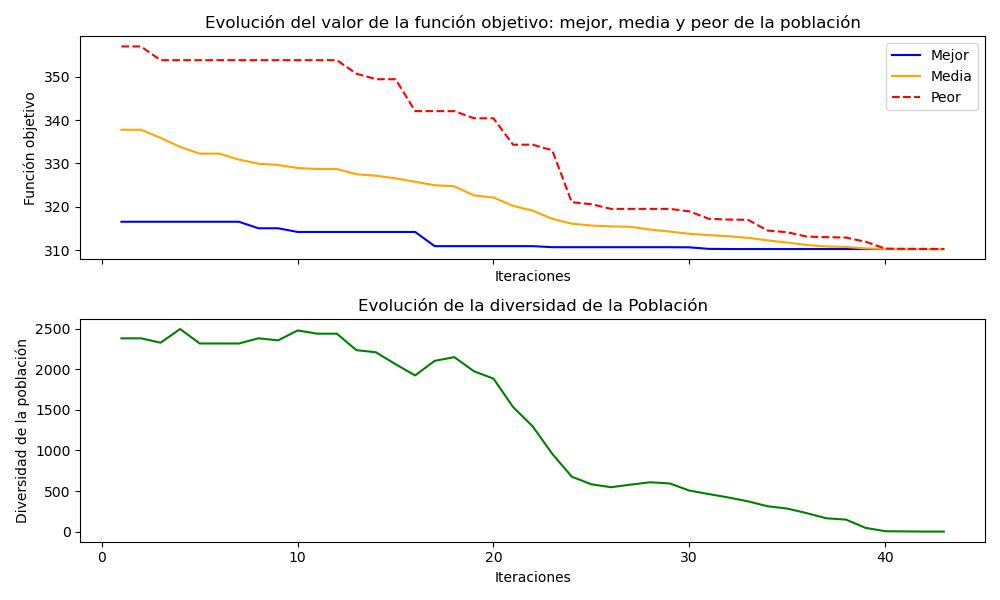 Evolución del valor de la función objetivo: mejor, media y peor de la población
Función objetivo
350
340
330
320
310
Mejor
Media
Peor
Iteraciones
Evolución de la diversidad de la Población
Diversidad de la población
2500
2000
1500
1000
500
0
0 10 20 30 40
Iteraciones